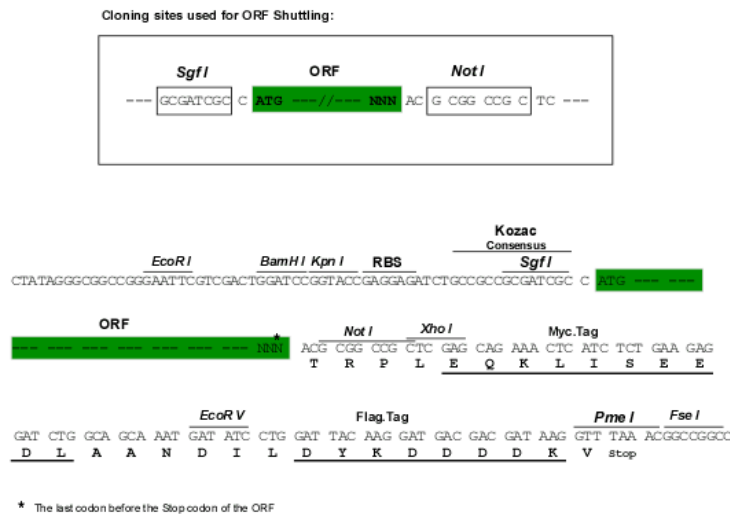 Cloning sites used for ORF Shuttling:
Sgf I ORF Not I
--- GCGATCGC C ATG ---//--- NNN AC G CGG CCG C TC ---
Kozac
Consensus
EcoR I BamH I Kpn I RBS Sgf I
CTATAGGGCGGCCGGGAATTCGTCGACTGGATCCGGTACCGAGGAGATCTGCCGCCGCGATCGC C ATG ---- -- ---
ORF
*
Not I Xho I Myc.Tag
--- --- --- --- --- --- --- --- --- NNN ACG CGG CCG CTC GAG CAG AAA CTC ATC TCT GAA GAG
T R P L E Q K L I S E E
EcoR V Flag.Tag Pme I Fse I
GAT CTG GCA GCA AAT GAT ATC CTG GAT TAC AAG GAT GAC GAC GAT AAG GTT TAA ACGGCCGGCC
D L A A N D I L D Y K D D D D K V Stop
* The last codon before the Stop codon of the ORF